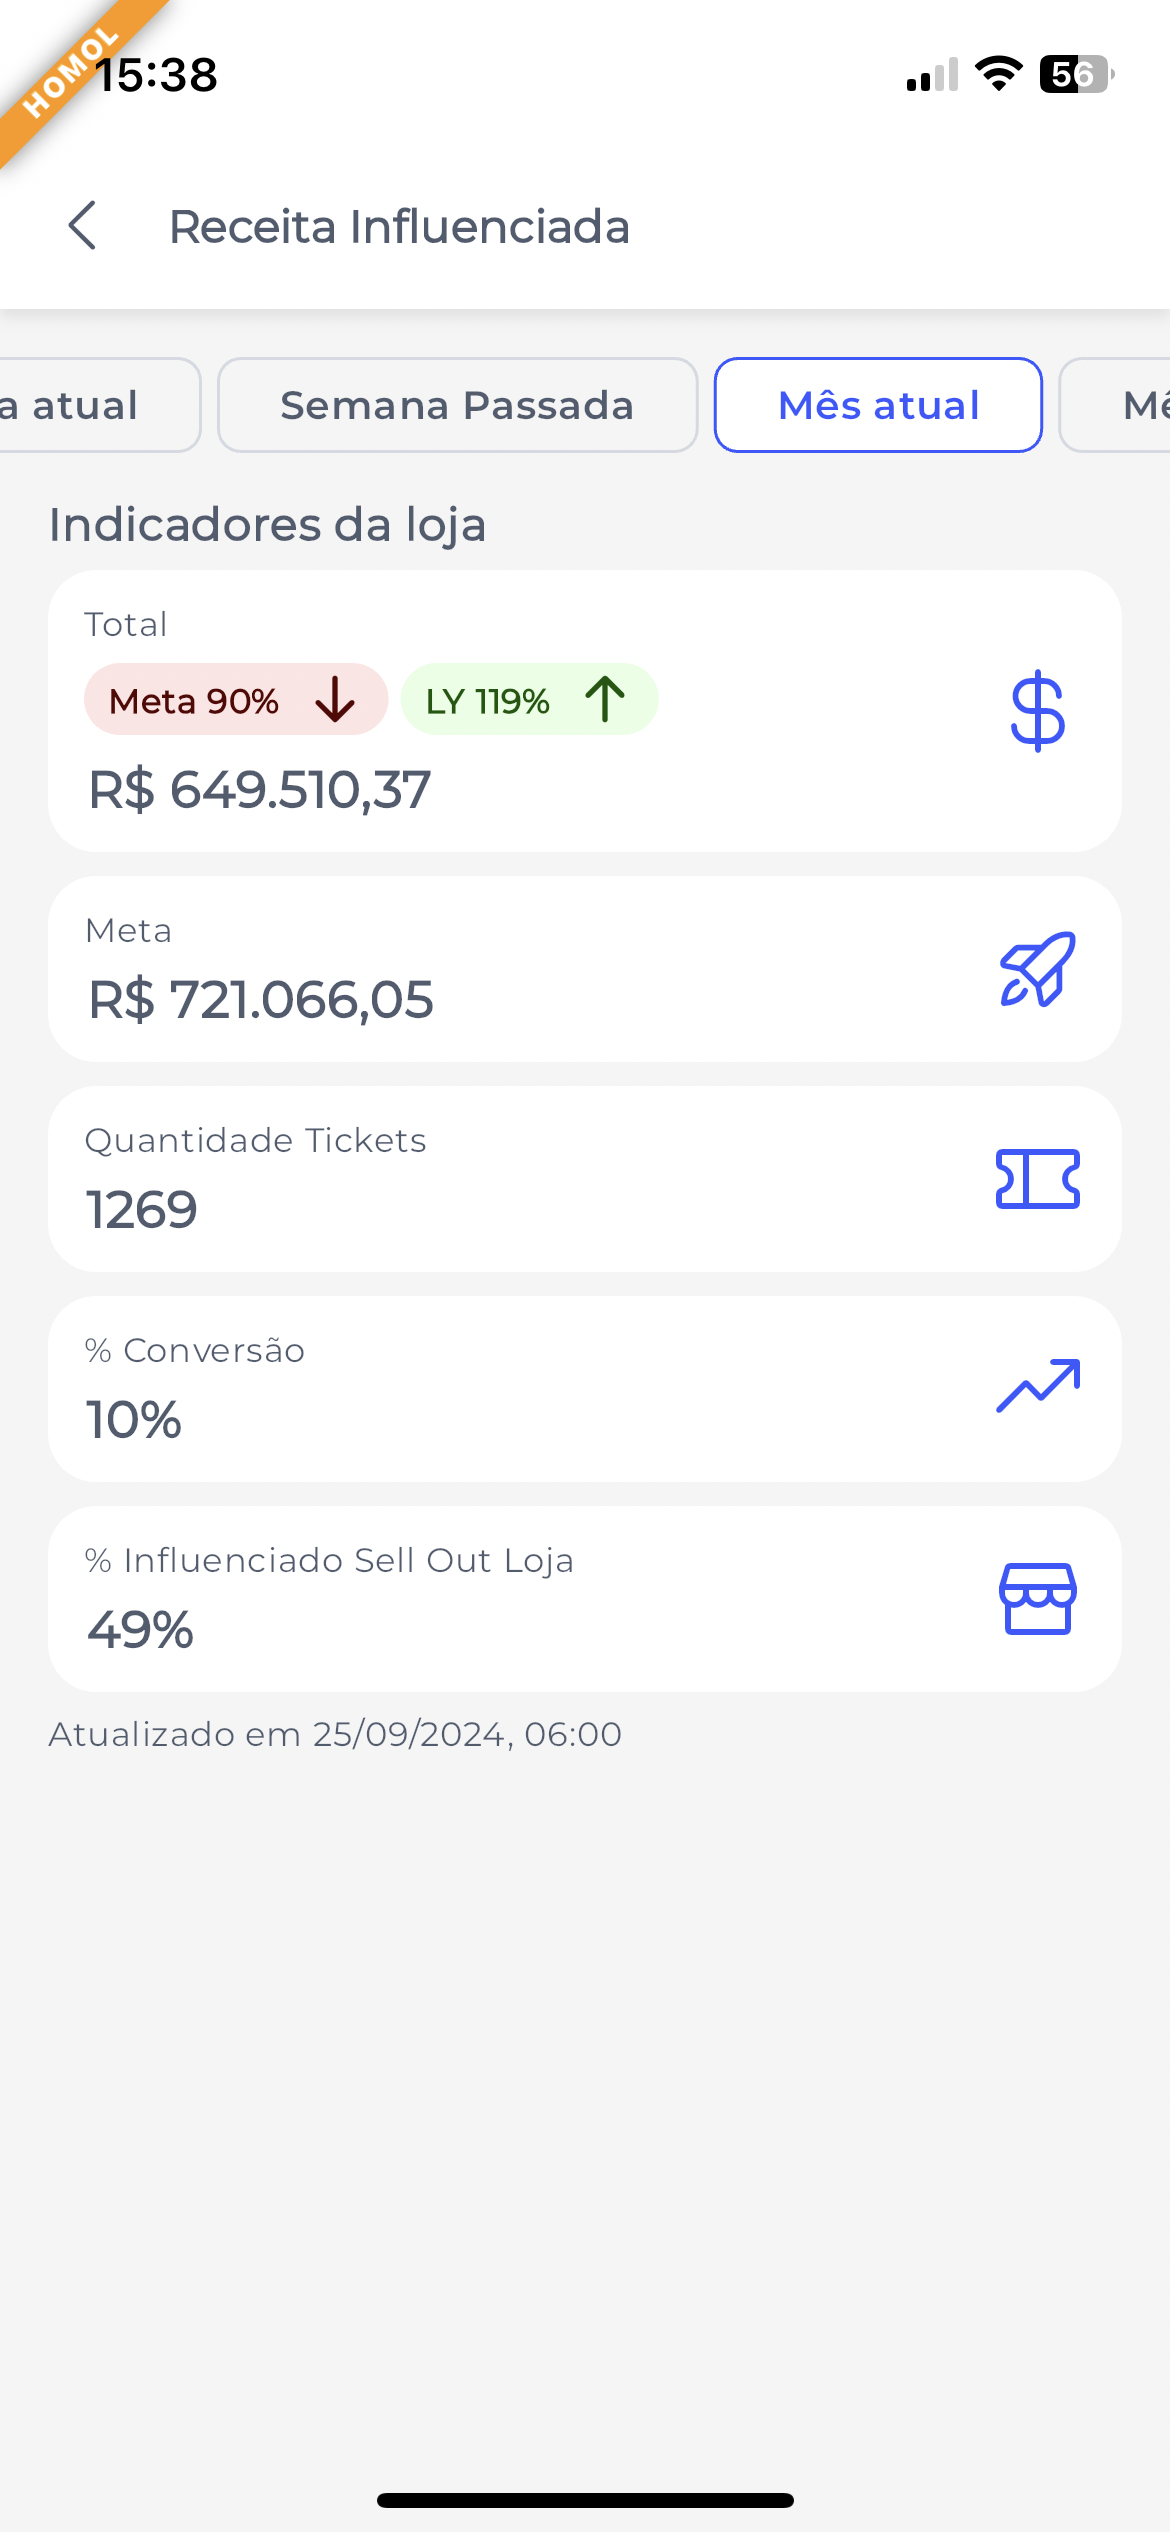 HOMOL
15:38
56
Receita Influenciada
a atual
Semana Passada
Mês atual
Mê
Indicadores da loja
Total
Meta 90%
LY 119%
R$ 649.510,37
Meta
R$ 721.066,05
Quantidade Tickets
1269
% Conversão
10%
% Influenciado Sell Out Loja
49%
Atualizado em 25/09/2024, 06:00